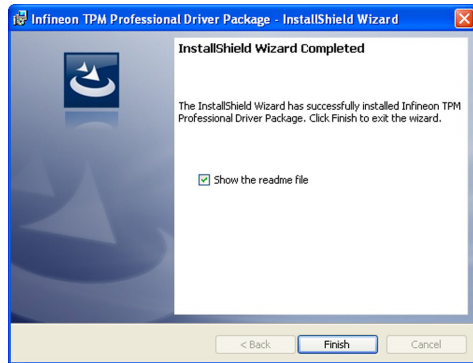 Infineon TPM Professional Driver Package - InstallShield Wizard
InstallShield Wizard Completed
The InstallShield Wizard has successfully installed Infineon TPM
Professional Driver Package. Click Finish to exit the wizard.
Show the readme file
< Back
Finish
Cancel